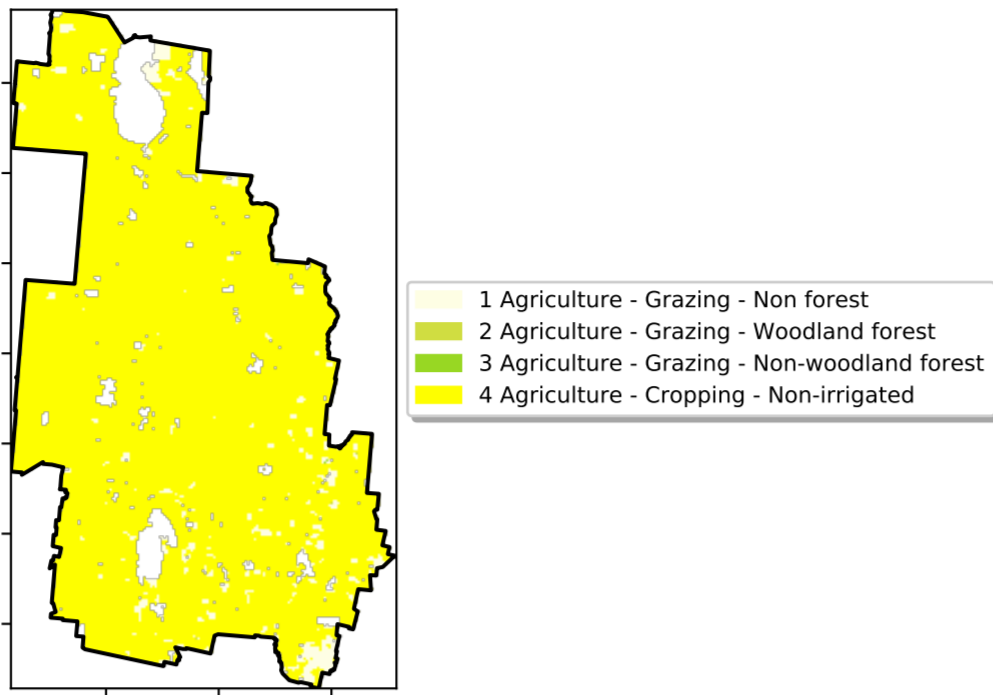 1 Agriculture - Grazing - Non forest
2 Agriculture - Grazing - Woodland forest
3 Agriculture - Grazing - Non-woodland forest
4 Agriculture - Cropping - Non-irrigated